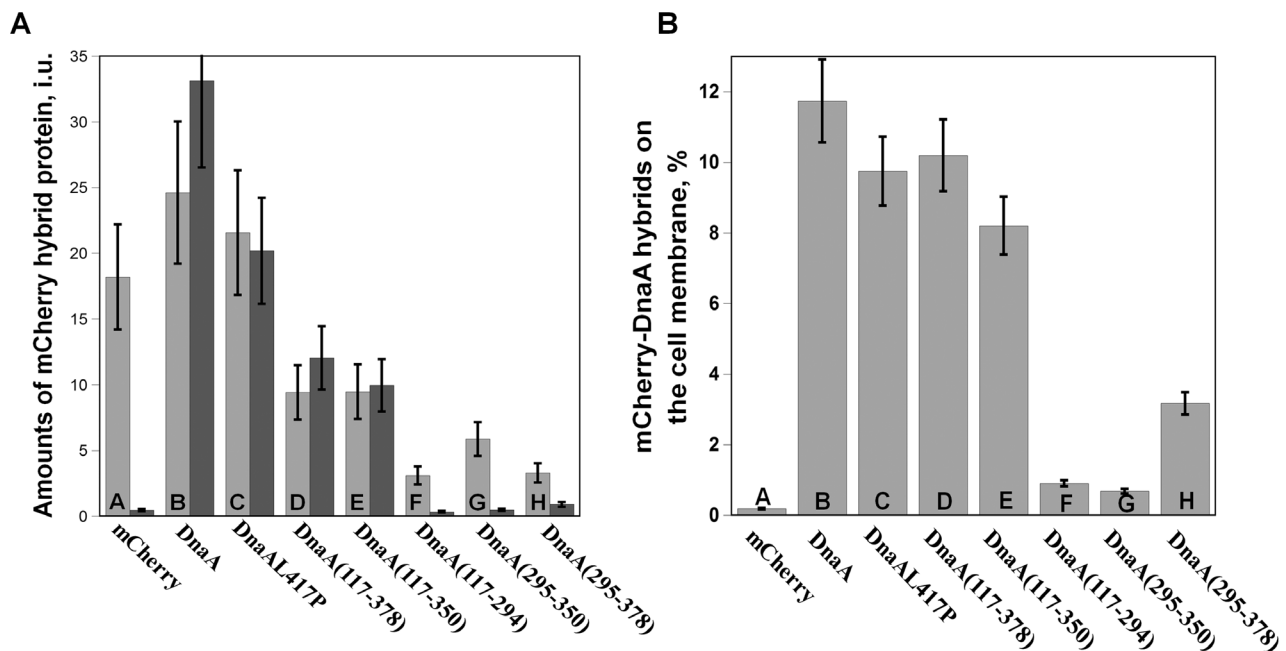 A
B
Amounts of mCherry hybrid protein, i.u.
35
30
25
20
15
10
5
0
A
B
C
D
E
F
G
H
mCherry
DnaA
DnaAL417P
DnaA(117-378)
DnaA(117-350)
DnaA(117-294)
DnaA(295-350)
DnaA(295-378)
mCherry-DnaA hybrids on
the cell membrane, %
12
10
8
6
4
2
0
A
B
C
D
E
F
G
H
mCherry
DnaA
DnaAL417P
DnaA(117-378)
DnaA(117-350)
DnaA(117-294)
DnaA(295-350)
DnaA(295-378)